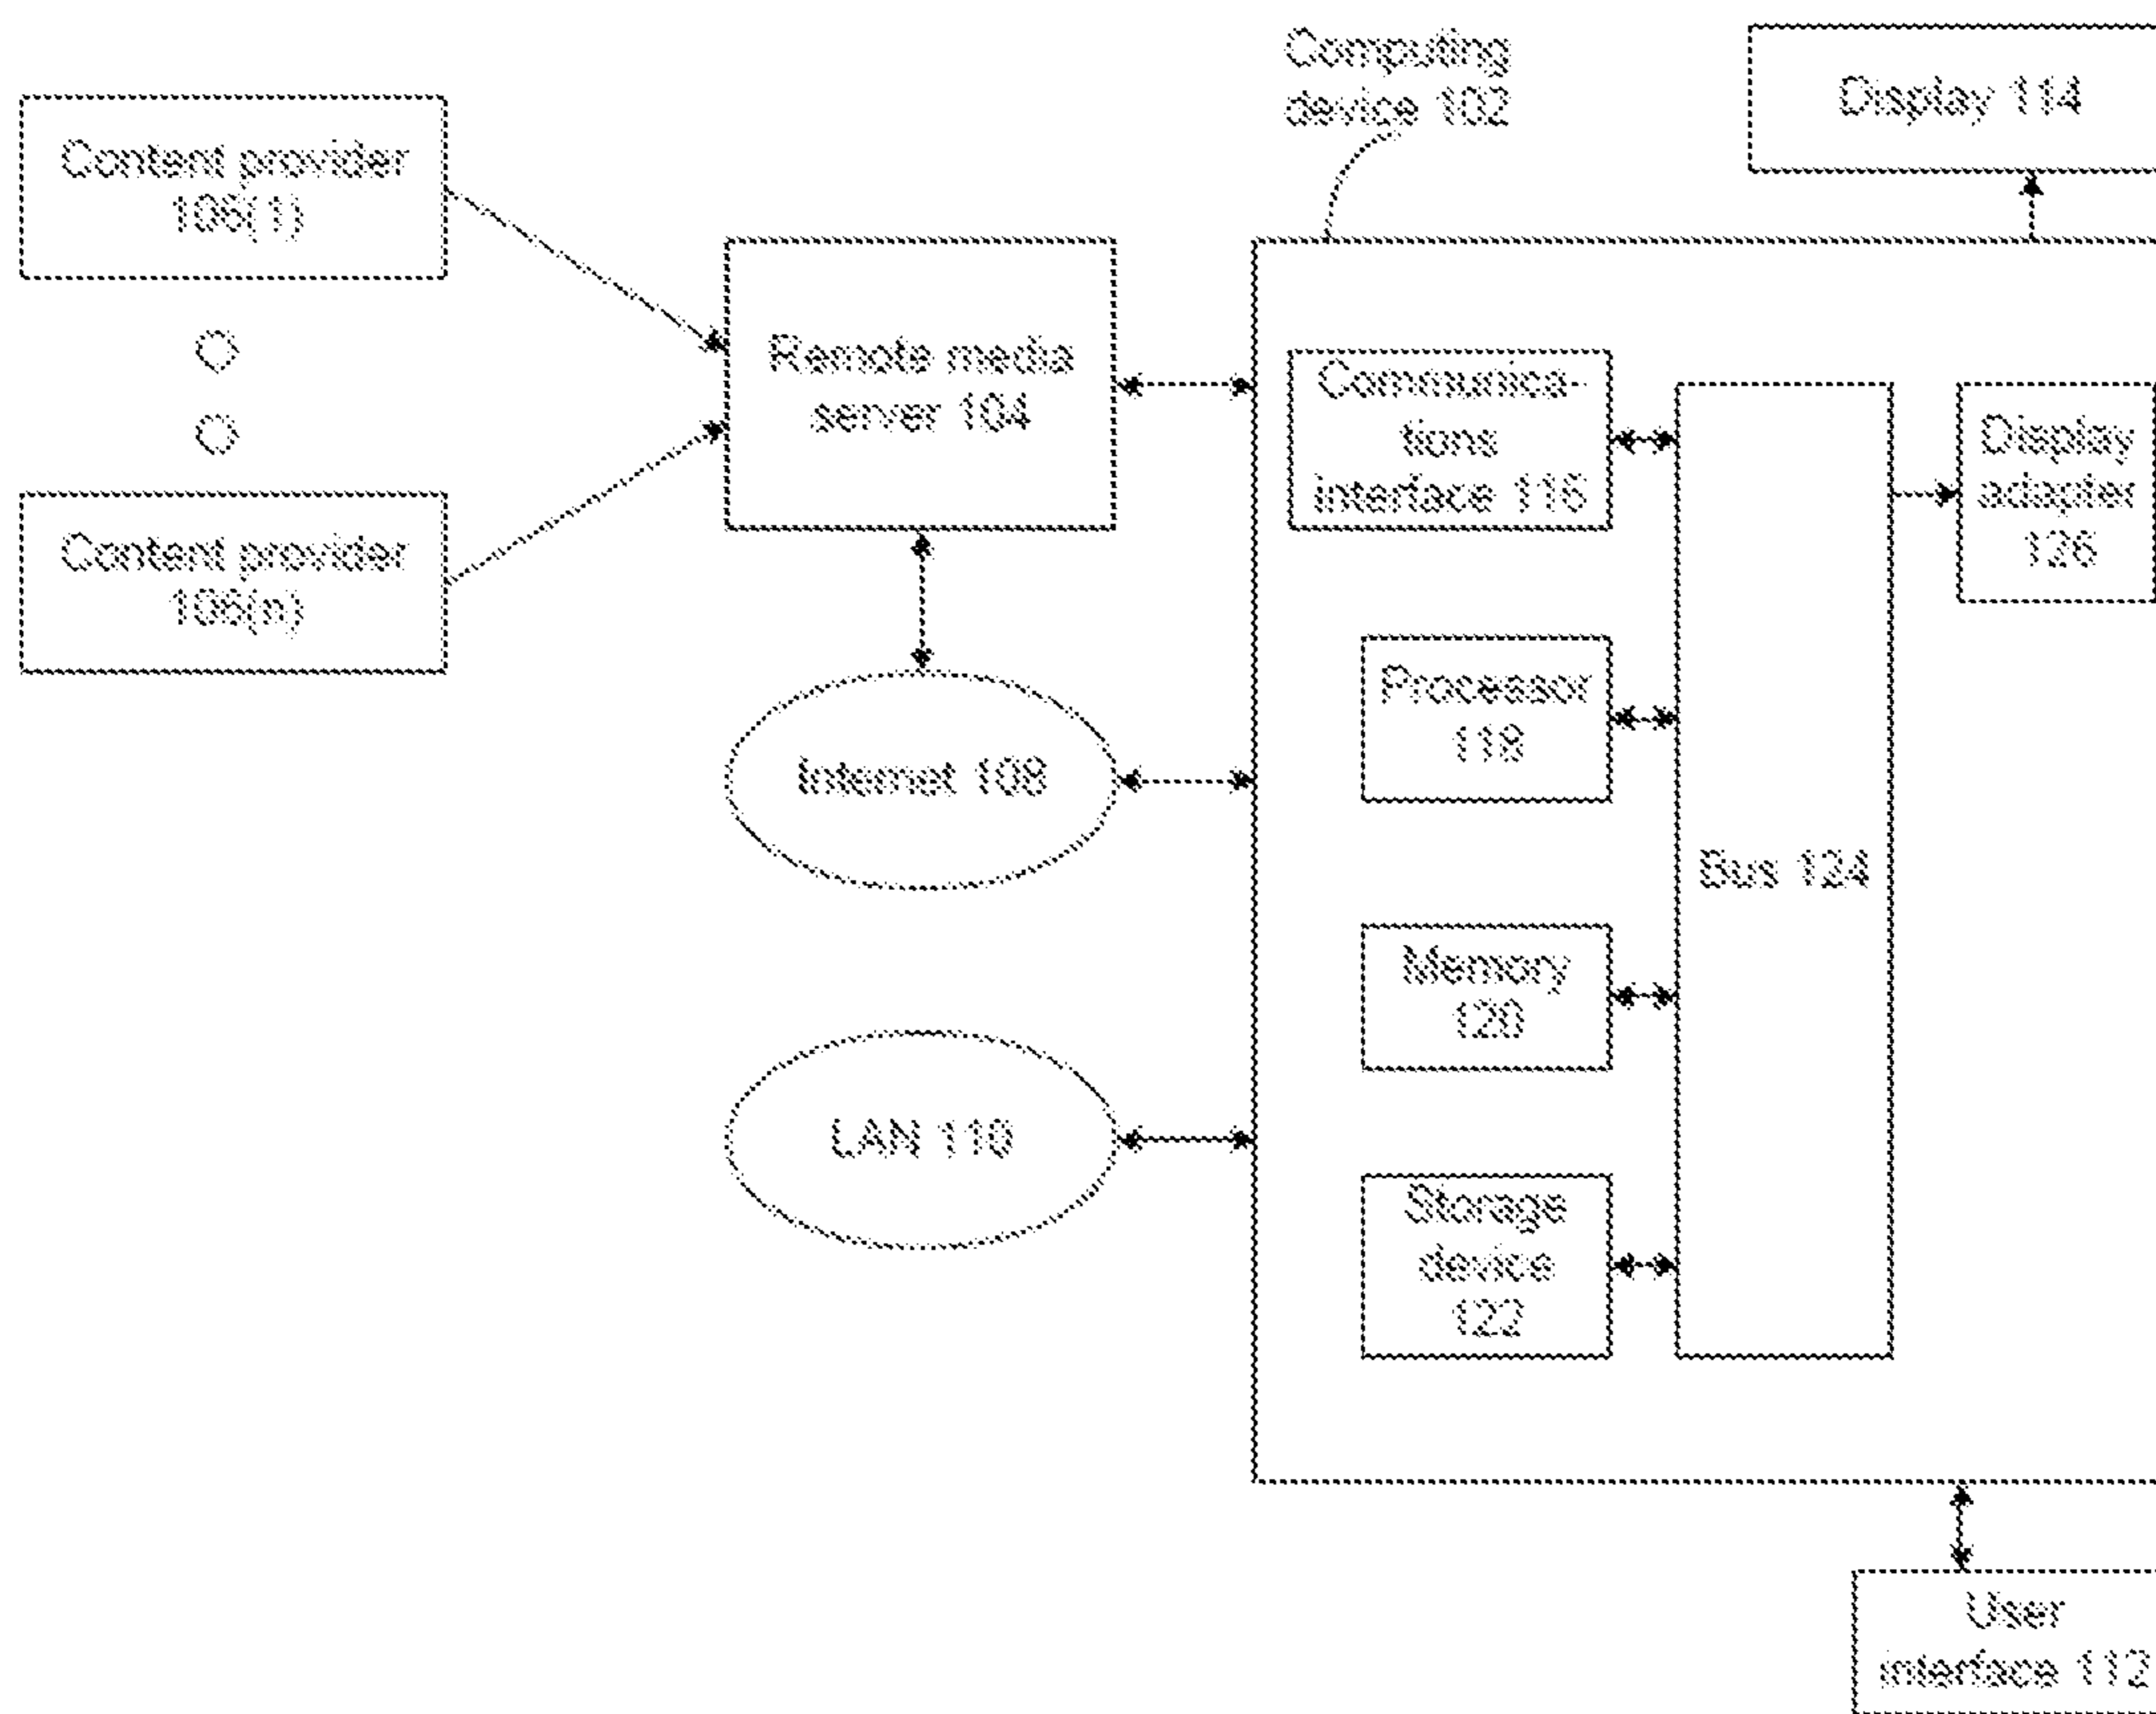 Computing
device 102
Display 114
Content provider
106(1)
Remote media
server 104
Communica-
tions
interface 116
Display
adapter
126
Content provider
106(n)
Processor
118
Internet 108
Bus 124
Memory
120
LAN 110
Storage
device
122
User
interface 112